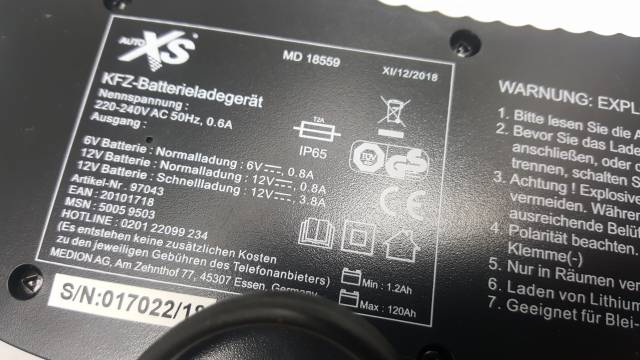 AUTO XS
MD 18559
XI/12/2018
KFZ-Batterieladegerät
Nennspannung :
220-240V AC 50Hz, 0.6A
Ausgang :
6V Batterie : Normalladung : 6V⎓, 0.8A
12V Batterie : Normalladung : 12V⎓, 0.8A
12V Batterie : Schnellladung : 12V⎓, 3.8A
Artikel-Nr. : 97043
EAN : 20101718
MSN : 5005 9503
HOTLINE : 0201 22099 234
(Es entstehen keine zusätzlichen Kosten
zu den jeweiligen Gebühren des Telefonanbieters)
MEDION AG, Am Zehnthof 77, 45307 Essen, Germany
T2A
IP65
TÜV
GS
CE
Min : 1.2Ah
Max : 120Ah
S/N:017022/18
WARNUNG: EXPL
1. Bitte lesen Sie die
2. Bevor Sie das Lade
anschließen, oder d
trennen, schalten S
3. Achtung ! Explosive
vermeiden. Währen
ausreichende Belüf
4. Polarität beachten.
Klemme(-)
5. Nur in Räumen ver
6. Laden von Lithium
7. Geeignet für Blei-